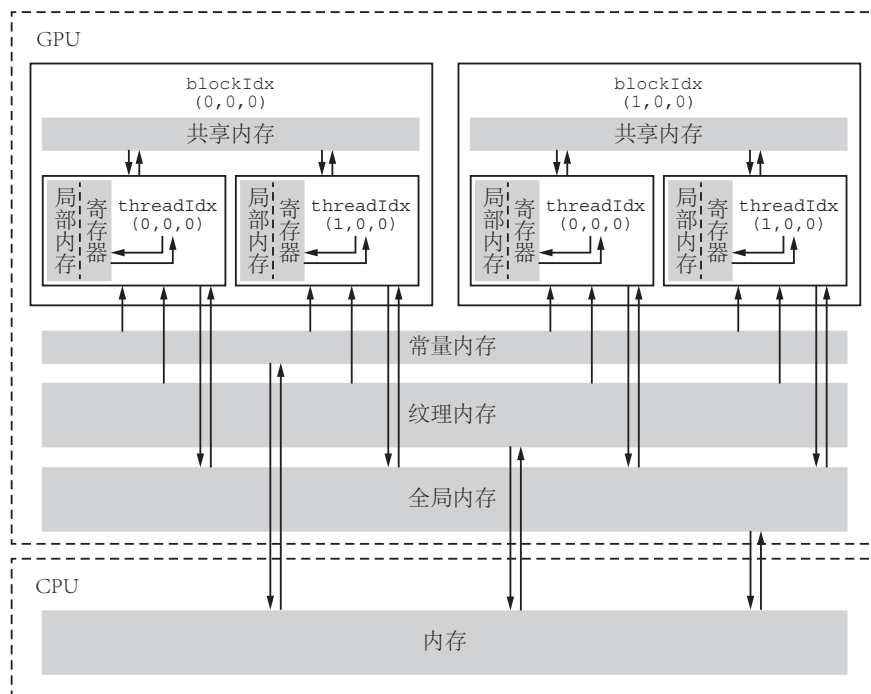 GPU
blockIdx
(0,0,0)
共享内存
局部内存
寄存器
threadIdx
(0,0,0)
局部内存
寄存器
threadIdx
(1,0,0)
blockIdx
(1,0,0)
共享内存
局部内存
寄存器
threadIdx
(0,0,0)
局部内存
寄存器
threadIdx
(1,0,0)
常量内存
纹理内存
全局内存
CPU
内存